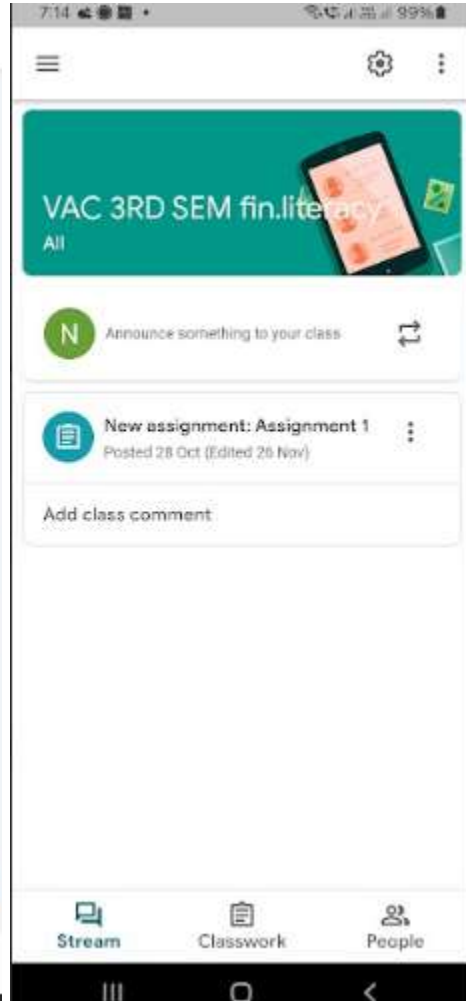 7:14
99%
VAC 3RD SEM fin.literacy
All
N
Announce something to your class
New assignment: Assignment 1
Posted 28 Oct (Edited 26 Nov)
Add class comment
Stream
Classwork
People